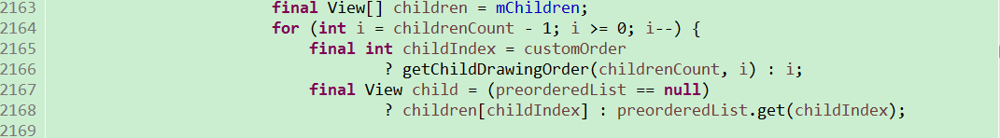 2163 final View[] children = mChildren;
2164 for (int i = childrenCount - 1; i >= 0; i--) {
2165 final int childIndex = customOrder
2166 ? getChildDrawingOrder(childrenCount, i) : i;
2167 final View child = (preorderedList == null)
2168 ? children[childIndex] : preorderedList.get(childIndex);
2169